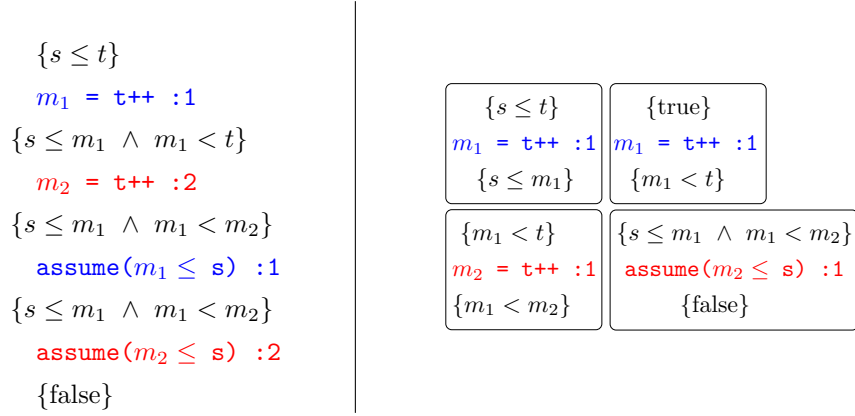 {s ≤ t}
m₁ = t++ :1
{s ≤ m₁ ∧ m₁ < t}
m₂ = t++ :2
{s ≤ m₁ ∧ m₁ < m₂}
assume(m₁ ≤ s) :1
{s ≤ m₁ ∧ m₁ < m₂}
assume(m₂ ≤ s) :2
{false}
{s ≤ t}
m₁ = t++ :1
{s ≤ m₁}
{true}
m₁ = t++ :1
{m₁ < t}
{m₁ < t}
m₂ = t++ :1
{m₁ < m₂}
{s ≤ m₁ ∧ m₁ < m₂}
assume(m₂ ≤ s) :1
{false}